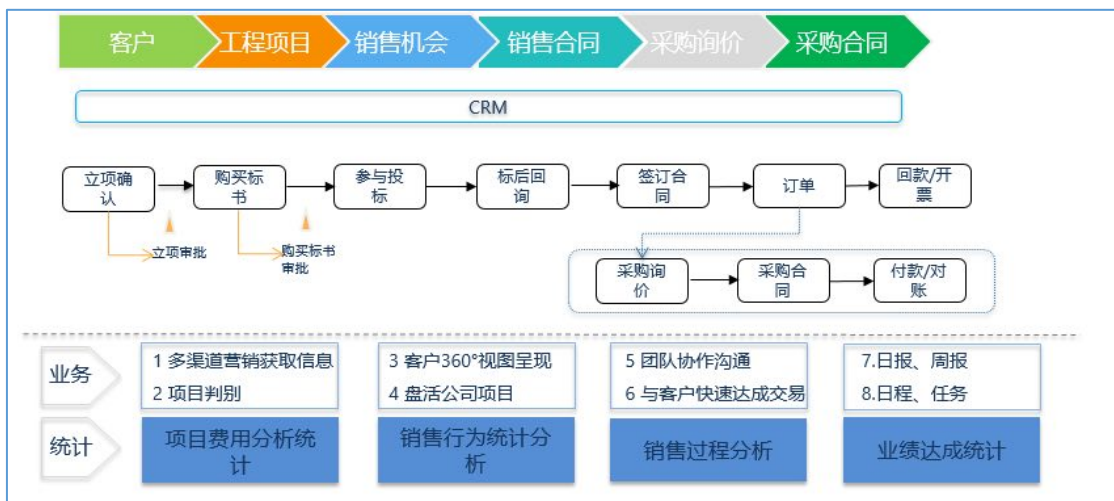 客户 工程项目 销售机会 销售合同 采购询价 采购合同
CRM
立项确
认
购买标
书
参与投
标
标后回
询
签订合
同
订单
回款/开
票
立项审批
购买标书
审批
采购询
价
采购合
同
付款/对
账
业务
1 多渠道营销获取信息
2 项目判别
3 客户360°视图呈现
4 盘活公司项目
5 团队协作沟通
6 与客户快速达成交易
7.日报、周报
8.日程、任务
统计
项目费用分析统
计
销售行为统计分
析
销售过程分析
业绩达成统计